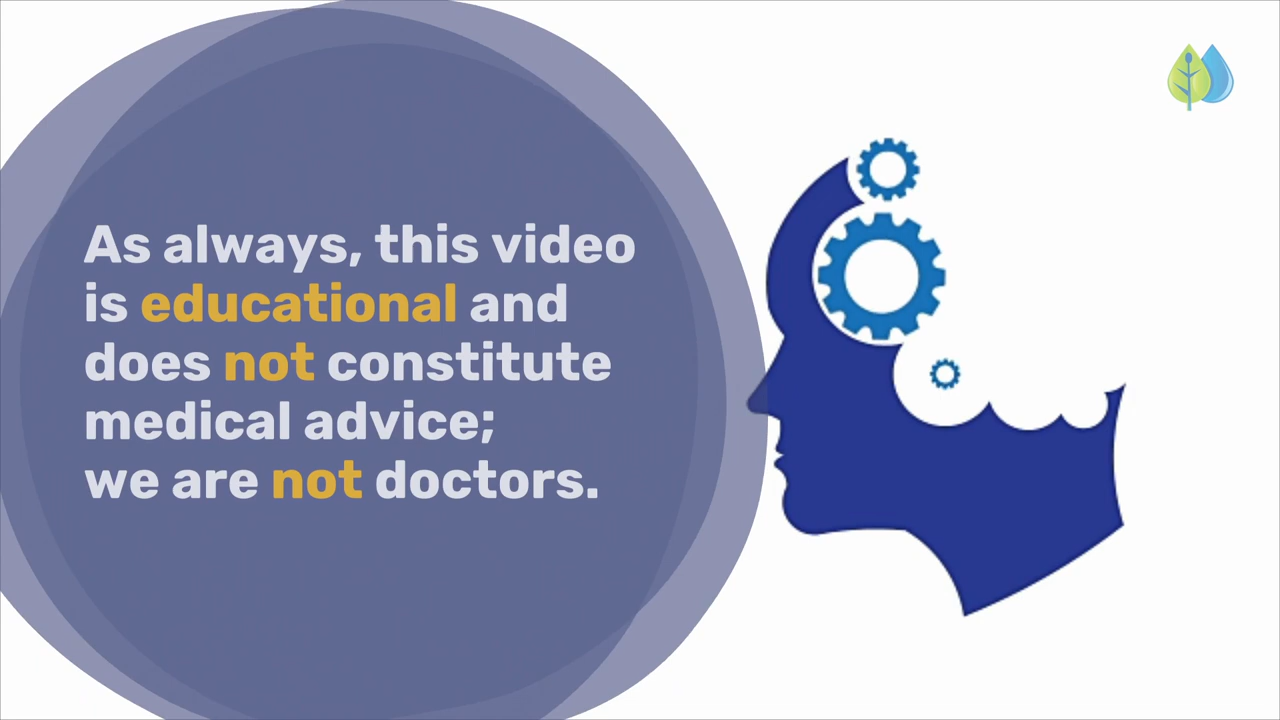 As always, this video
is educational and
does not constitute
medical advice;
we are not doctors.